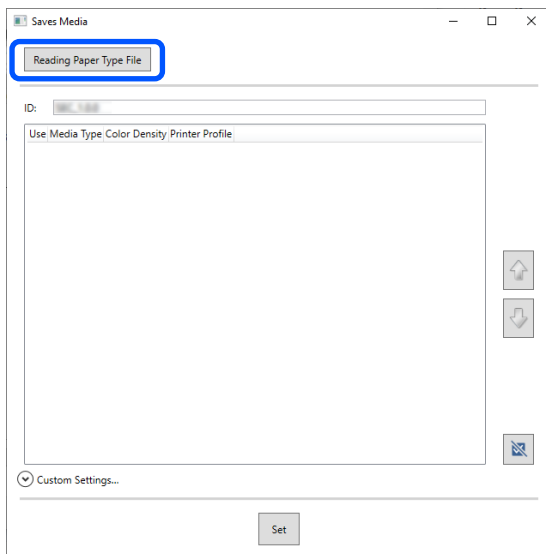 Saves Media
Reading Paper Type File
ID:
Use Media Type Color Density Printer Profile
Custom Settings...
Set